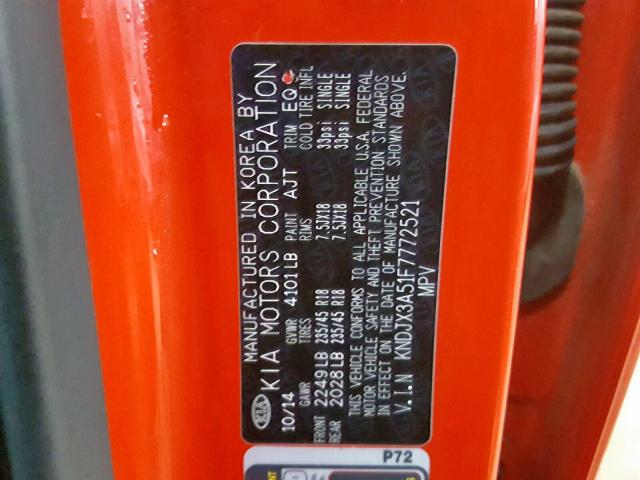 MANUFACTURED IN KOREA BY
KIA KIA MOTORS CORPORATION
10/14 GVWR 4101LB PAINT AJT TRIM EQ
GAWR TIRES RIMS COLD TIRE INFL
FRONT 2249LB 235/45 R18 7.5JX18 33psi SINGLE
REAR 2028LB 235/45 R18 7.5JX18 33psi SINGLE
THIS VEHICLE CONFORMS TO ALL APPLICABLE U.S.A. FEDERAL
MOTOR VEHICLE SAFETY AND THEFT PREVENTION STANDARDS
IN EFFECT ON THE DATE OF MANUFACTURE SHOWN ABOVE.
V.I.N KNDJX3A51F7772521
MPV
P72